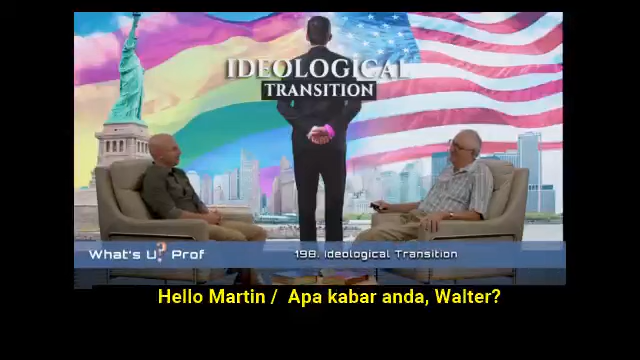 IDEOLOGICAL
TRANSITION
What's U? Prof
198. Ideological Transition
Hello Martin / Apa kabar anda, Walter?